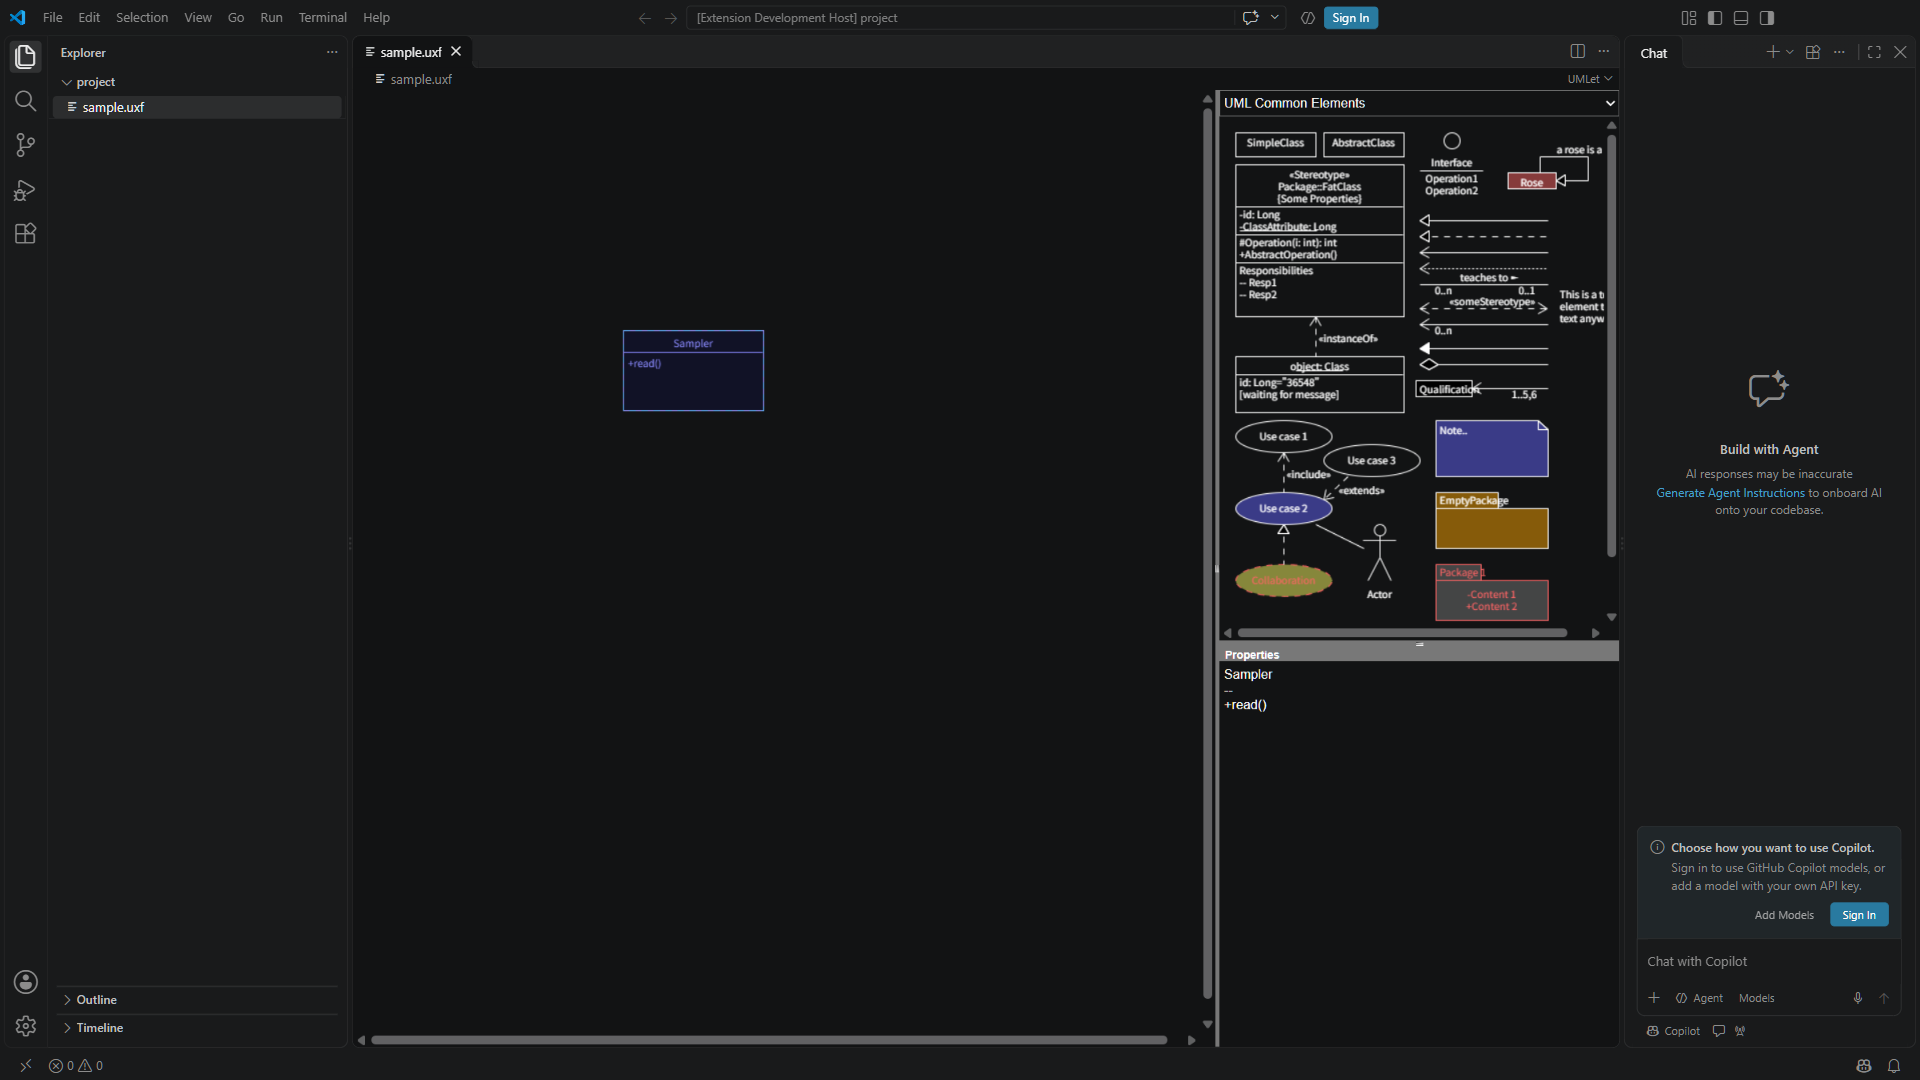 File Edit Selection View Go Run Terminal Help
[Extension Development Host] project
Sign In
Explorer
project
sample.uxf
Outline
Timeline
sample.uxf
sample.uxf
UMLet
Sampler
+read()
UML Common Elements
SimpleClass
AbstractClass
«Stereotype»
Package::FatClass
{Some Properties}
-id: Long
-ClassAttribute: Long
#Operation(i: int): int
+AbstractOperation()
Responsibilities
-- Resp1
-- Resp2
«instanceOf»
object: Class
id: Long="36548"
[waiting for message]
Interface
Operation1
Operation2
a rose is a
Rose
teaches to
0..n 0..1
«someStereotype»
0..n
This is a t
element t
text anyw
Qualification
1..5,6
Use case 1
«include»
Use case 3
«extends»
Use case 2
Collaboration
Actor
Note..
EmptyPackage
Package 1
-Content 1
+Content 2
Properties
Sampler
--
+read()
Chat
Build with Agent
AI responses may be inaccurate
Generate Agent Instructions to onboard AI
onto your codebase.
Choose how you want to use Copilot.
Sign in to use GitHub Copilot models, or
add a model with your own API key.
Add Models
Sign In
Chat with Copilot
Agent Models
Copilot
0 0